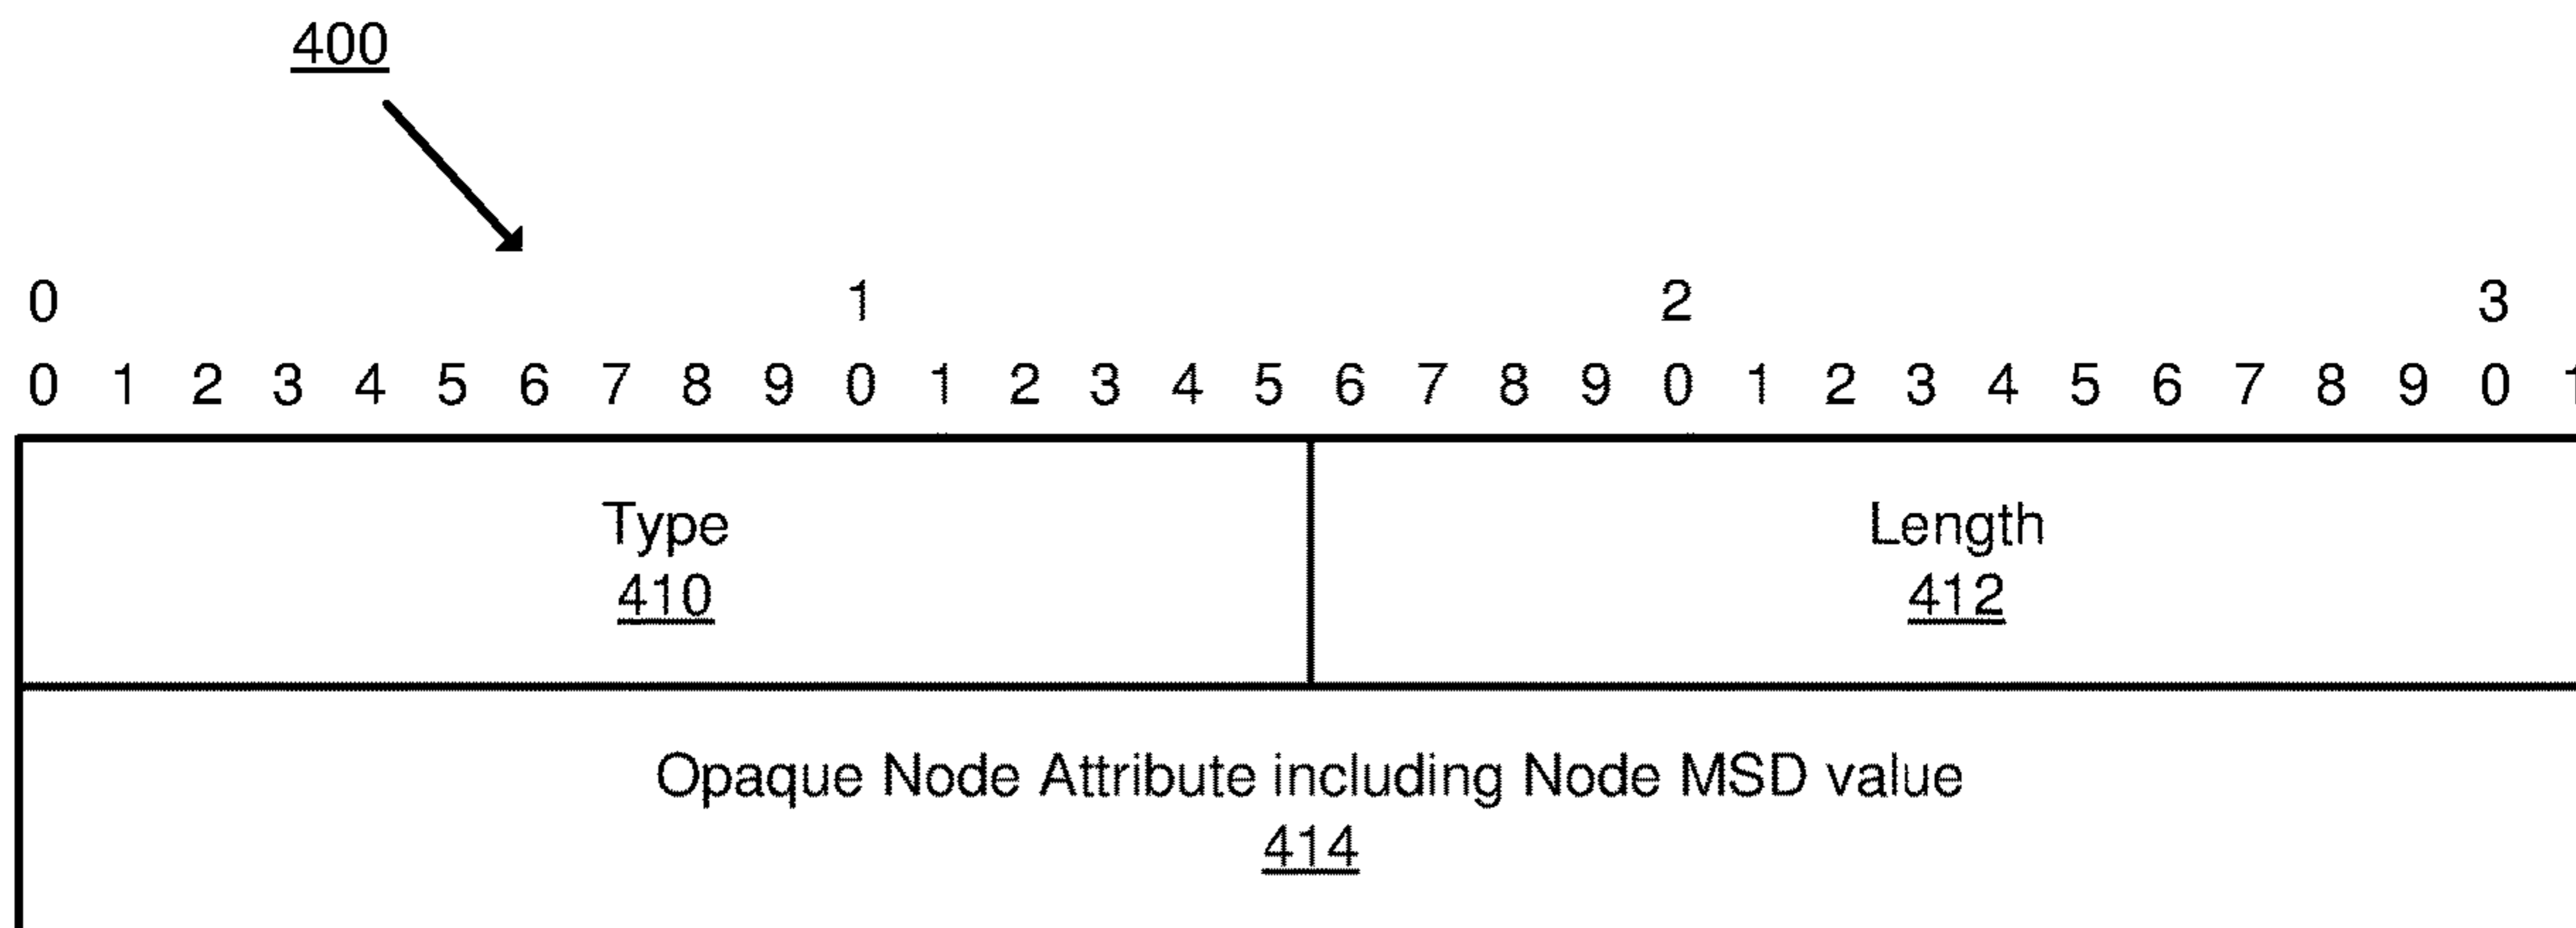 400
0 1 2 3
0 1 2 3 4 5 6 7 8 9 0 1 2 3 4 5 6 7 8 9 0 1 2 3 4 5 6 7 8 9 0 1
Type Length
410 412
Opaque Node Attribute including Node MSD value
414